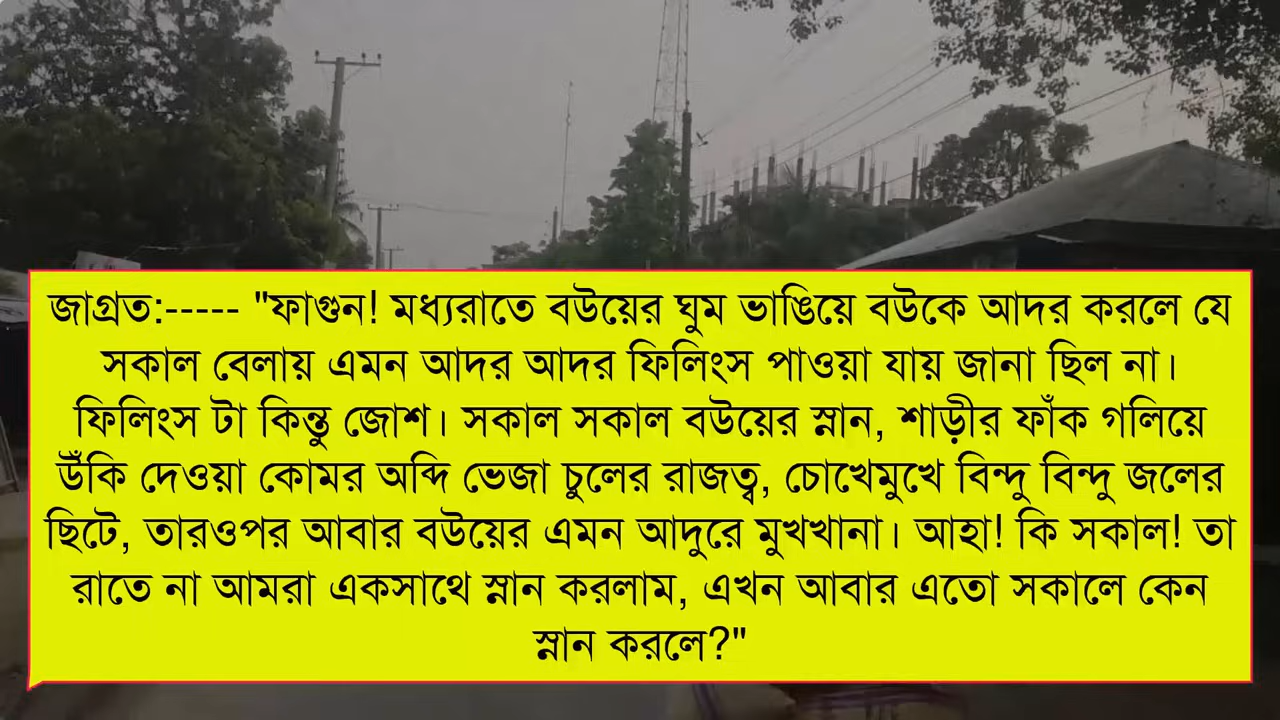 জাগ্রত:----- "ফাগুন! মধ্যরাতে বউয়ের ঘুম ভাঙিয়ে বউকে আদর করলে যে
সকাল বেলায় এমন আদর আদর ফিলিংস পাওয়া যায় জানা ছিল না।
ফিলিংস টা কিন্তু জোশ। সকাল সকাল বউয়ের স্নান, শাড়ীর ফাঁক গলিয়ে
উঁকি দেওয়া কোমর অব্দি ভেজা চুলের রাজত্ব, চোখেমুখে বিন্দু বিন্দু জলের
ছিটে, তারওপর আবার বউয়ের এমন আদুরে মুখখানা। আহা! কি সকাল! তা
রাতে না আমরা একসাথে স্নান করলাম, এখন আবার এতো সকালে কেন
স্নান করলে?"